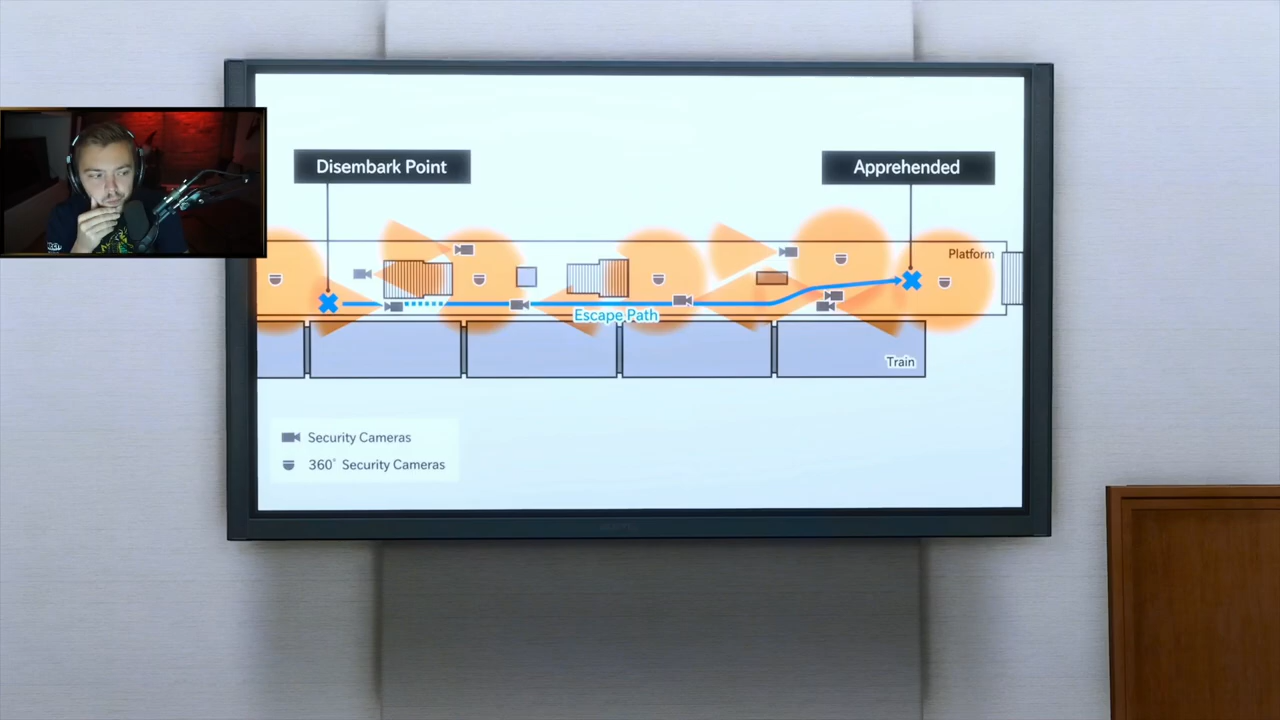 Disembark Point
Apprehended
Platform
Escape Path
Train
Security Cameras
360° Security Cameras